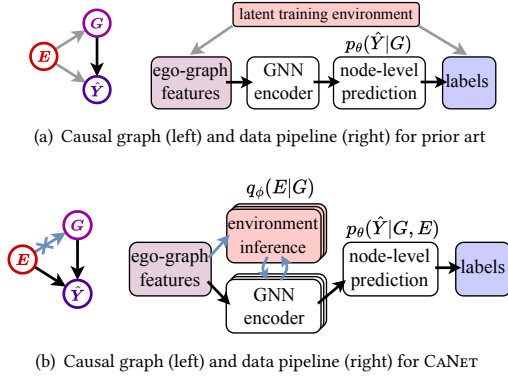 G
E
Ŷ
latent training environment
pθ(Ŷ|G)
ego-graph features
GNN encoder
node-level prediction
labels
(a) Causal graph (left) and data pipeline (right) for prior art
G
E
Ŷ
qϕ(E|G)
environment inference
pθ(Ŷ|G, E)
ego-graph features
GNN encoder
node-level prediction
labels
(b) Causal graph (left) and data pipeline (right) for CANET